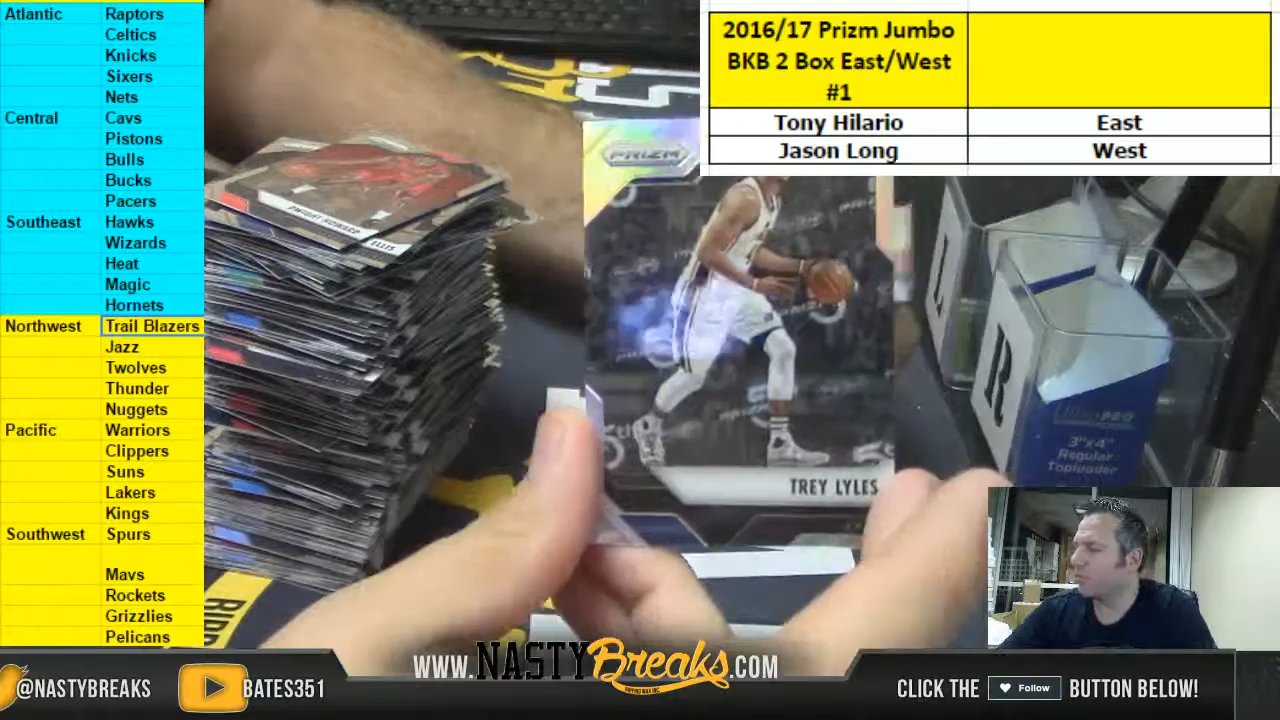 Atlantic Raptors
Celtics
Knicks
Sixers
Nets
Central Cavs
Pistons
Bulls
Bucks
Pacers
Southeast Hawks
Wizards
Heat
Magic
Hornets
Northwest Trail Blazers
Jazz
Twolves
Thunder
Nuggets
Pacific Warriors
Clippers
Suns
Lakers
Kings
Southwest Spurs
Mavs
Rockets
Grizzlies
Pelicans
2016/17 Prizm Jumbo
BKB 2 Box East/West
#1
Tony Hilario East
Jason Long West
PRIZM
DWIGHT HOWARD
ELLIS
TREY LYLES
L
R
3"x4"
Regular
Toploader
@NASTYBREAKS
BATES351
WWW.NASTYBreaks.COM
CLICK THE Follow BUTTON BELOW!